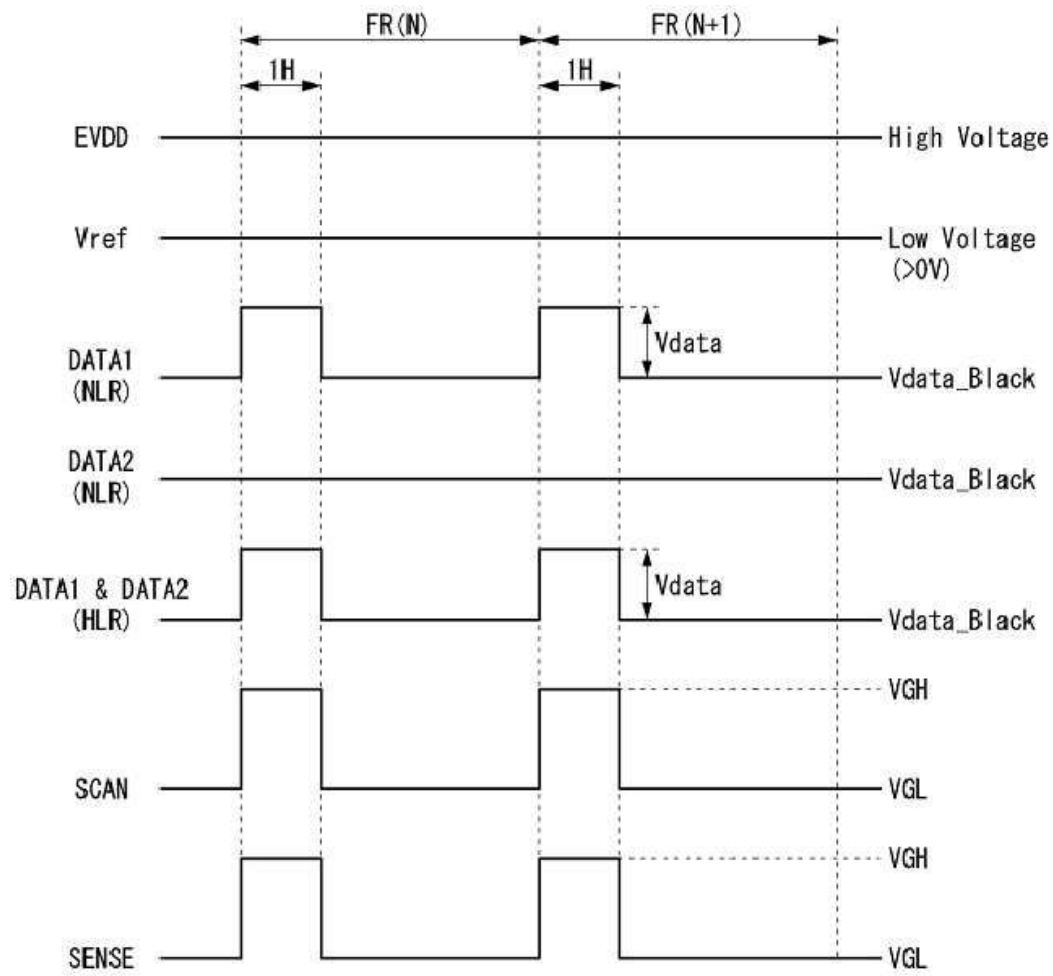 FR(N) FR(N+1)
1H 1H
EVDD High Voltage
Vref Low Voltage
(>0V)
DATA1
(NLR)
Vdata
Vdata_Black
DATA2
(NLR)
Vdata_Black
DATA1 & DATA2
(HLR)
Vdata
Vdata_Black
VGH
SCAN VGL
VGH
SENSE VGL